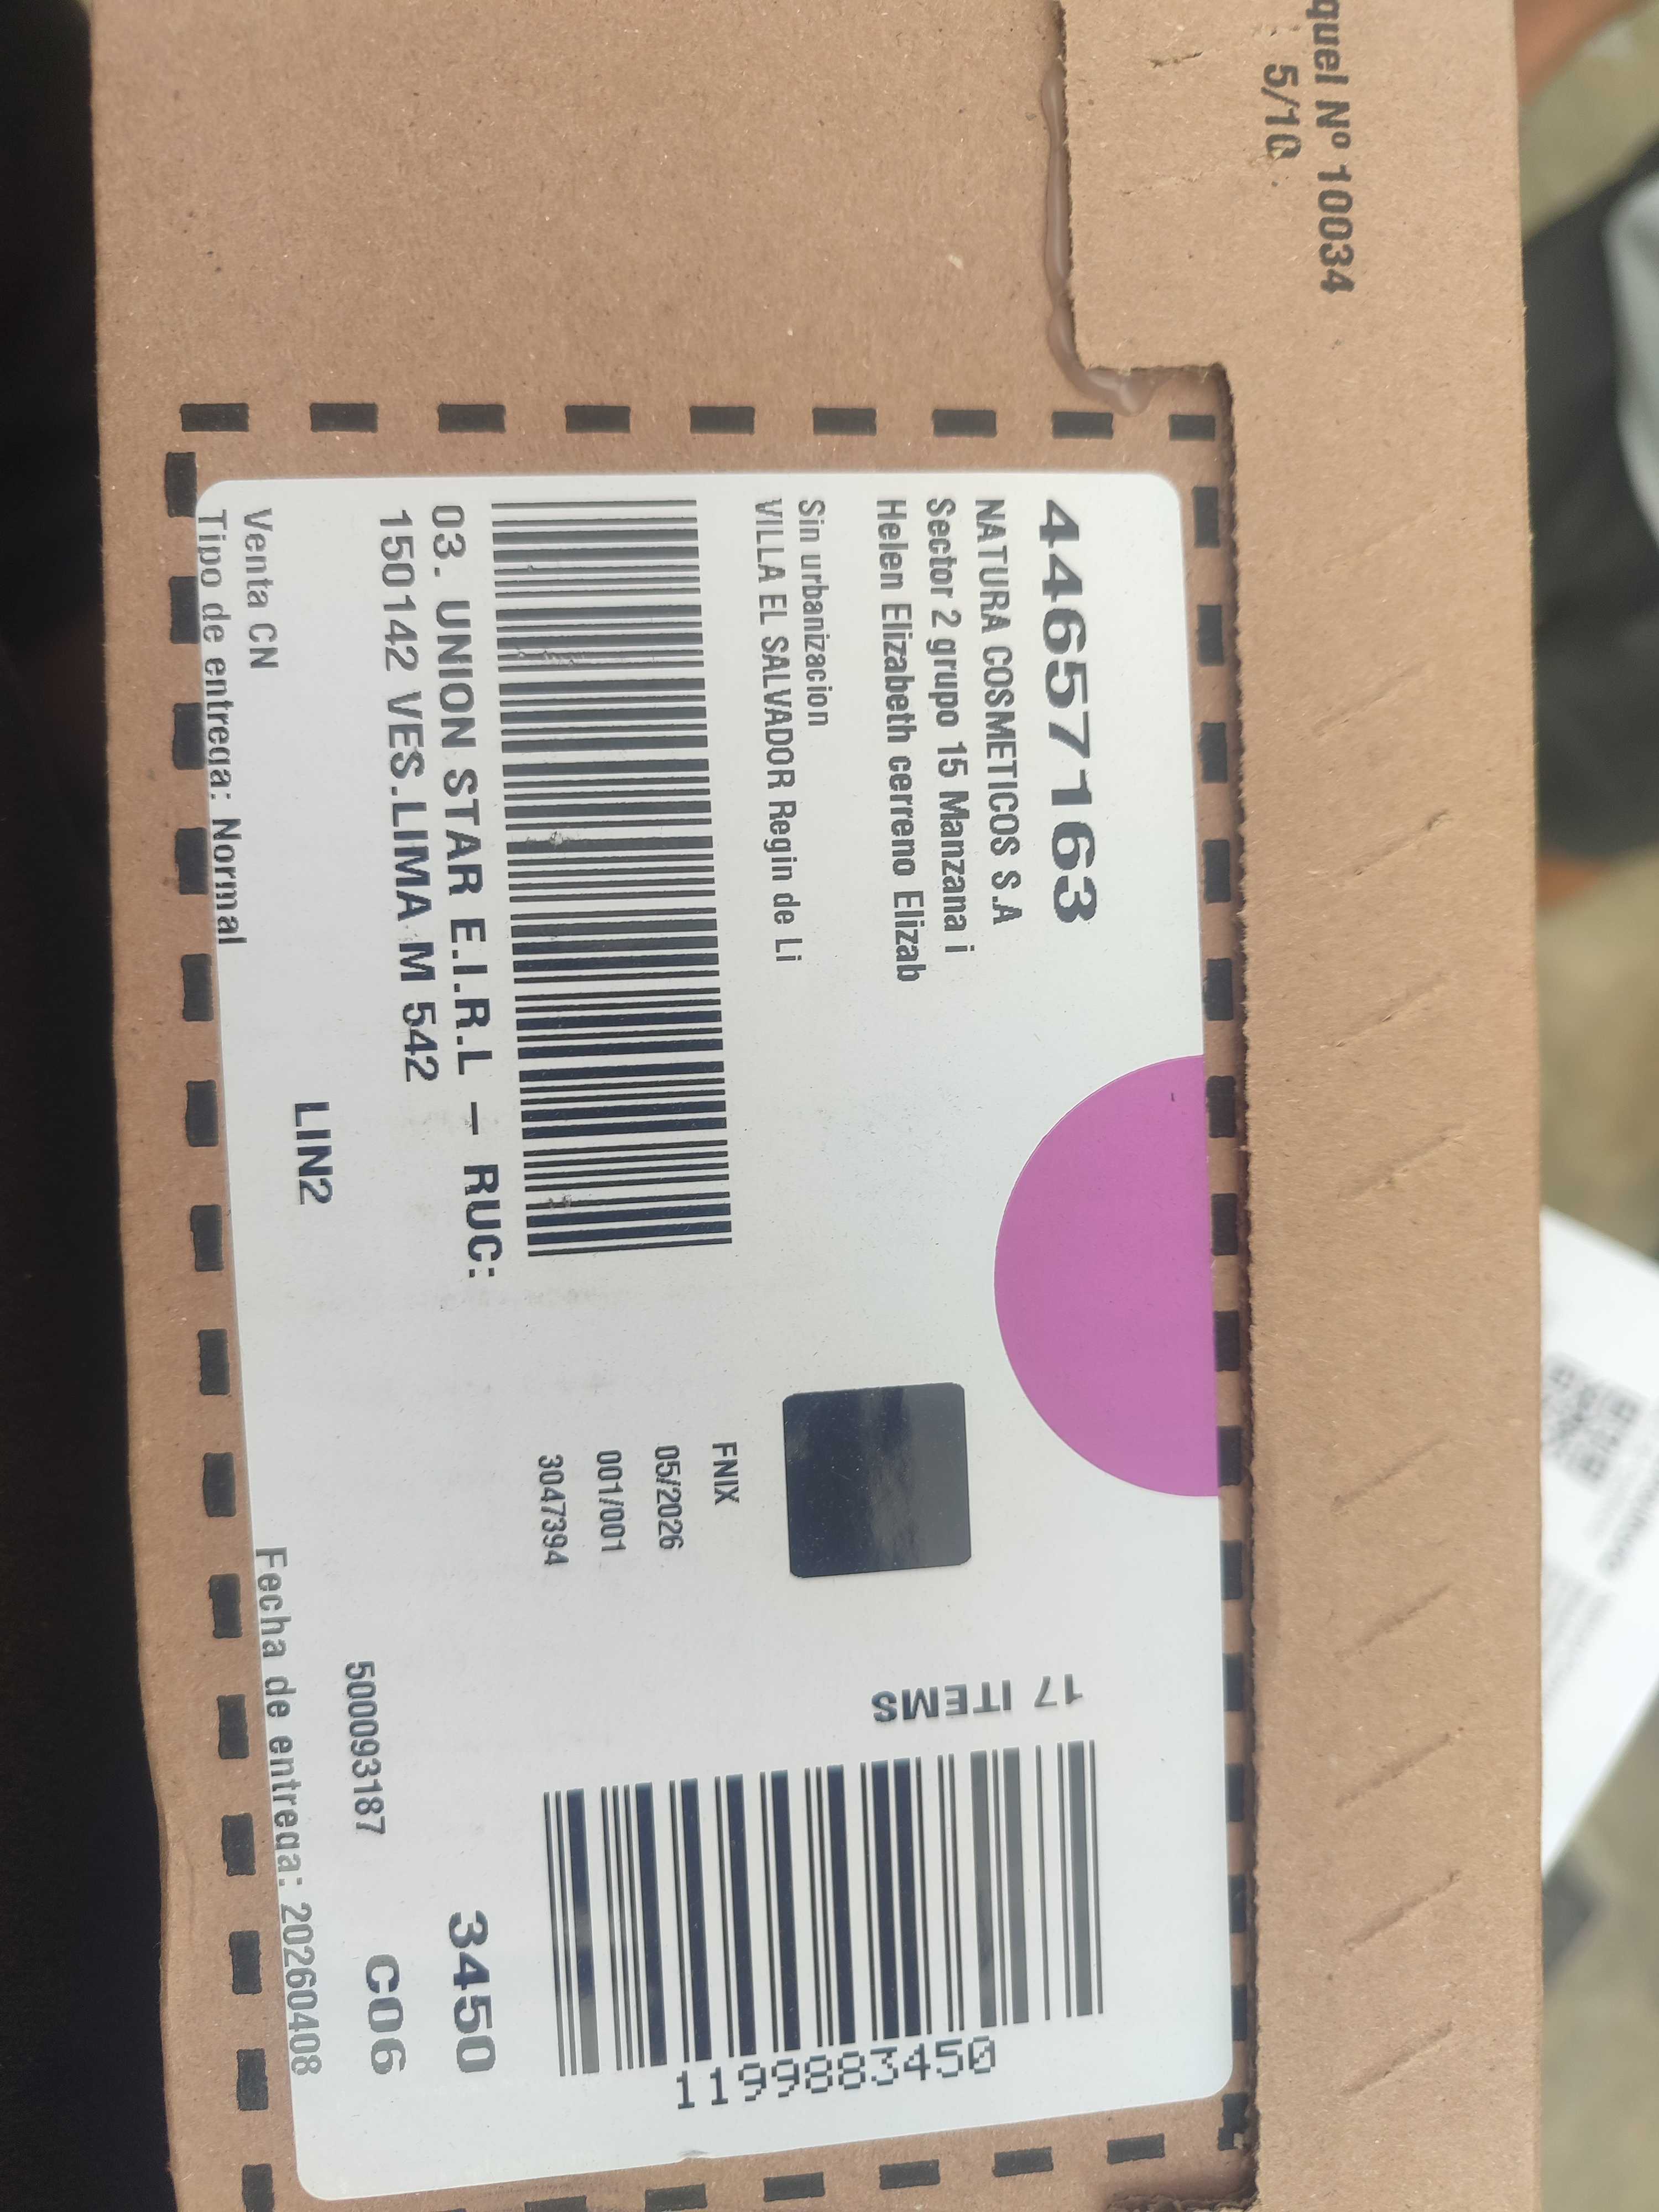 quel Nº 10034
5/10
44657163
NATURA COSMETICOS S.A
Sector 2 grupo 15 Manzana i
Helen Elizabeth cerreno Elizab
Sin urbanizacion
VILLA EL SALVADOR Regin de Li
03. UNION STAR E.I.R.L — RUC:
150142 VES.LIMA M 542
LIN2
Venta CN
Tipo de entrega: Normal
FNIX
05/2026
001/001
3047394
17 ITEMS
1199883450
3450
500093187
C06
Fecha de entrega: 20260408